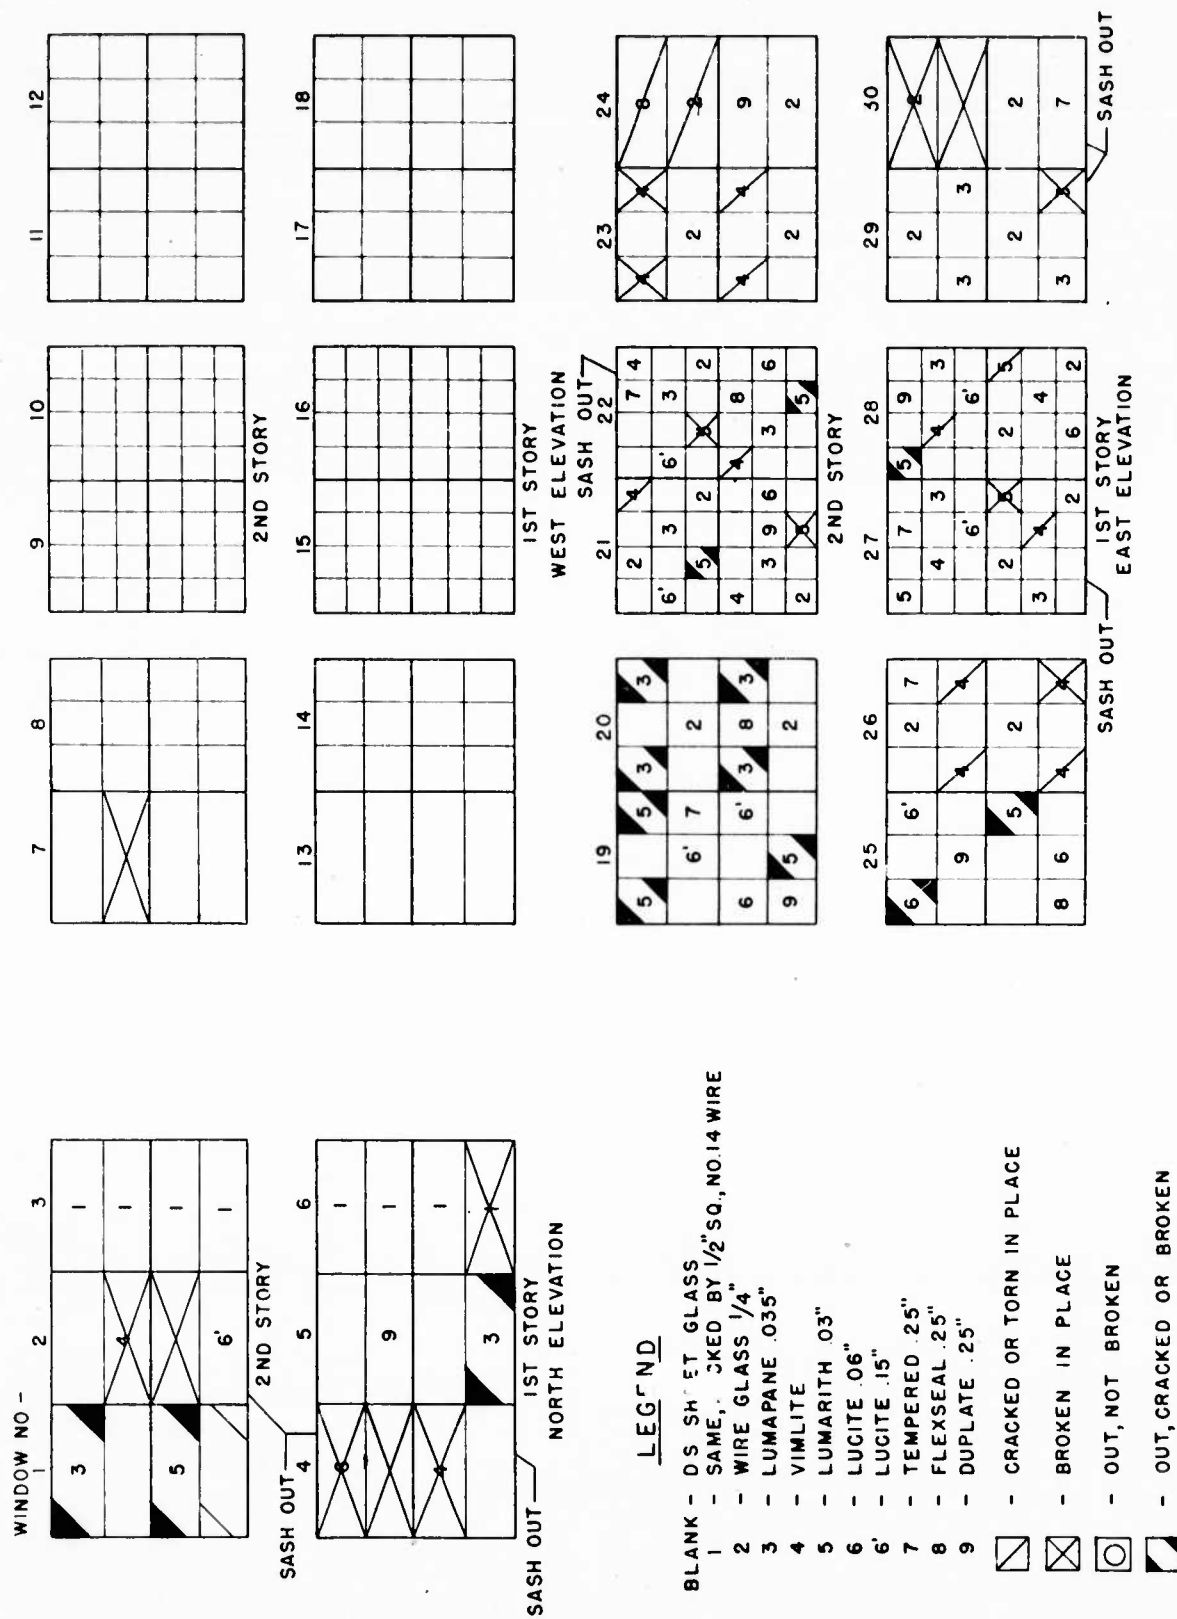 WINDOW NO - 1 2 3
3 1
4 1
5 1
6' 1
SASH OUT
2ND STORY
4 5 6
6 1
9 1
4 1
3 1
SASH OUT
1ST STORY
NORTH ELEVATION
7 8
9 10
11 12
2ND STORY
13 14
15 16
17 18
1ST STORY
WEST ELEVATION
19 20
5 5 3 3
6' 7 2
6 6' 3 8 3
9 5 2
SASH OUT
21 22
2 4 7 4
6' 3 6' 3
5 2 5 2
4 4 8
3 9 6 3 6
2 5 5
23 24
4 4 8
2 2
4 4 9
2 2
2ND STORY
25 26
6 6' 2 7
9 4 4
5 2
8 6 4 4
27 28
5 7 5 9
4 3 4 3
6' 6'
2 5 2 5
3 4 4
2 6 2
29 30
2 2
3 3
2 2
3 5 7
SASH OUT
SASH OUT
1ST STORY
EAST ELEVATION
LEGEND
BLANK - DS SHEET GLASS
1 - SAME, BY 1/2" SQ., NO.14 WIRE
2 - WIRE GLASS 1/4"
3 - LUMAPANE .035"
4 - VIMLITE
5 - LUMARITH .03"
6 - LUCITE .06"
6' - LUCITE .15"
7 - TEMPERED .25"
8 - FLEXSEAL .25"
9 - DUPLATE .25"
- CRACKED OR TORN IN PLACE
- BROKEN IN PLACE
- OUT, NOT BROKEN
- OUT, CRACKED OR BROKEN